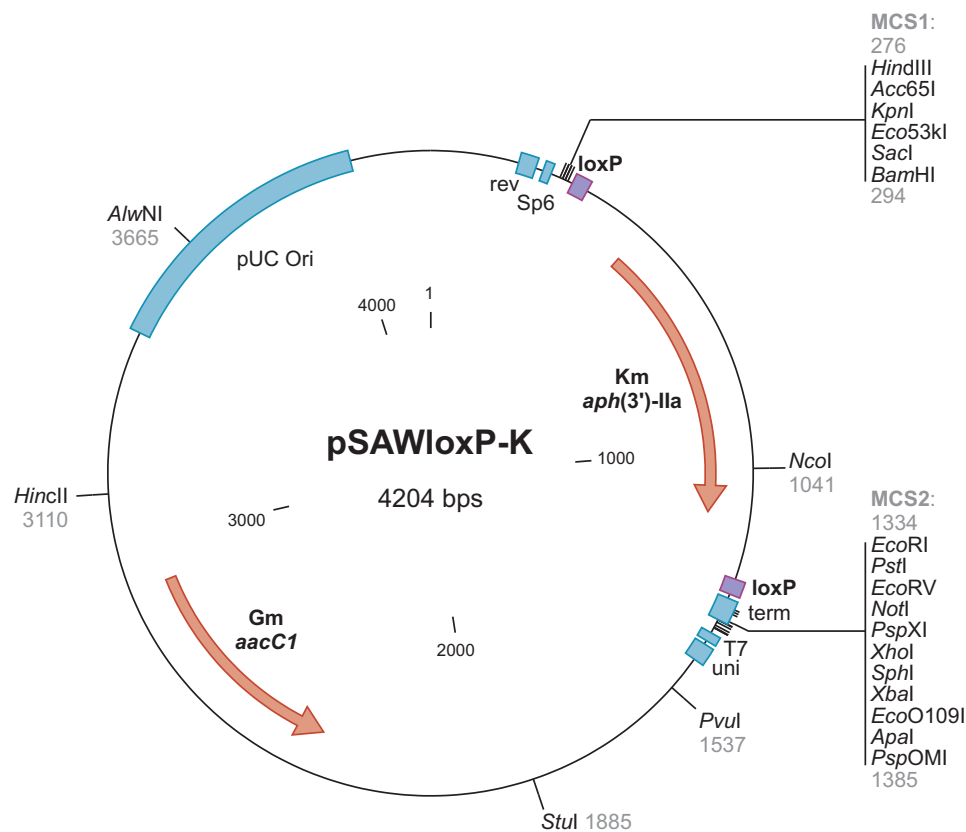 MCS1:
276
HindIII
Acc65I
KpnI
Eco53kI
SacI
BamHI
294
loxP
rev
Sp6
AlwNI
3665
pUC Ori
4000
1
Km
aph(3')-IIa
pSAWloxP-K
4204 bps
1000
NcoI
1041
HincII
3110
3000
MCS2:
1334
EcoRI
PstI
EcoRV
NotI
PspXI
XhoI
SphI
XbaI
EcoO109I
ApaI
PspOMI
1385
loxP
term
T7
uni
Gm
aacC1
2000
PvuI
1537
StuI 1885